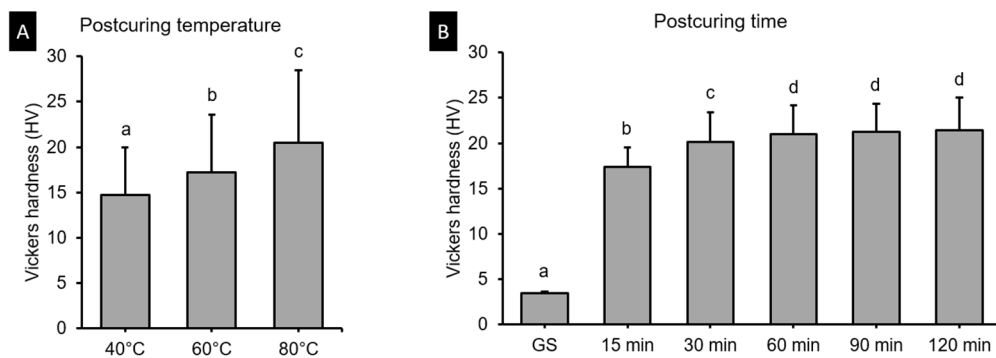 A
Postcuring temperature
Vickers hardness (HV)
30
25
20
15
10
5
0
a
b
c
40°C
60°C
80°C
B
Postcuring time
Vickers hardness (HV)
30
25
20
15
10
5
0
a
b
c
d
d
d
GS
15 min
30 min
60 min
90 min
120 min